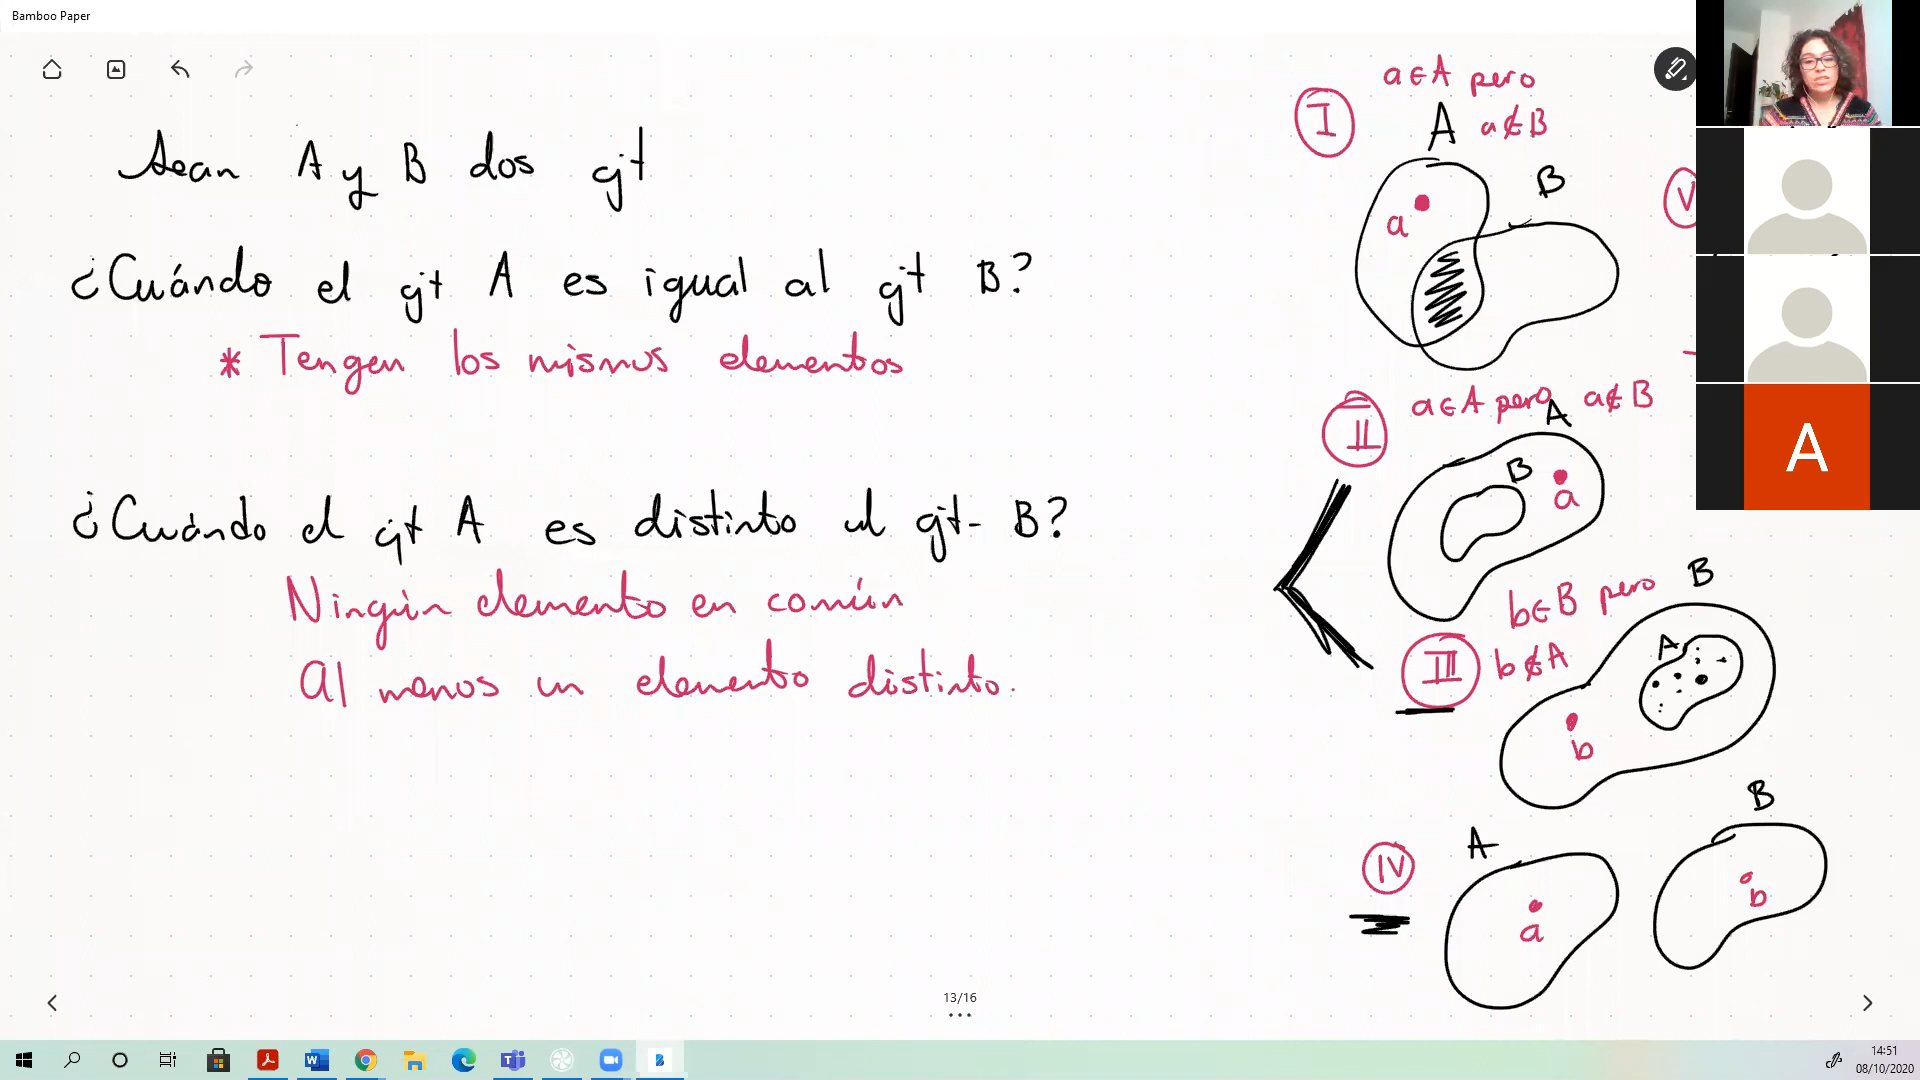 Bamboo Paper
Sean A y B dos cjt
¿Cuándo el cjt A es igual al cjt B?
* Tengan los mismos elementos
¿Cuándo el cjt A es distinto al cjt B?
Ningún elemento en común
Al menos un elemento distinto.
I
a∈A pero
a∉B
A
B
a
V
II
a∈A pero a∉B
A
B
a
III
b∈B pero
b∉A
B
A
b
IV
A
B
a
b
A
13/16
14:51
08/10/2020